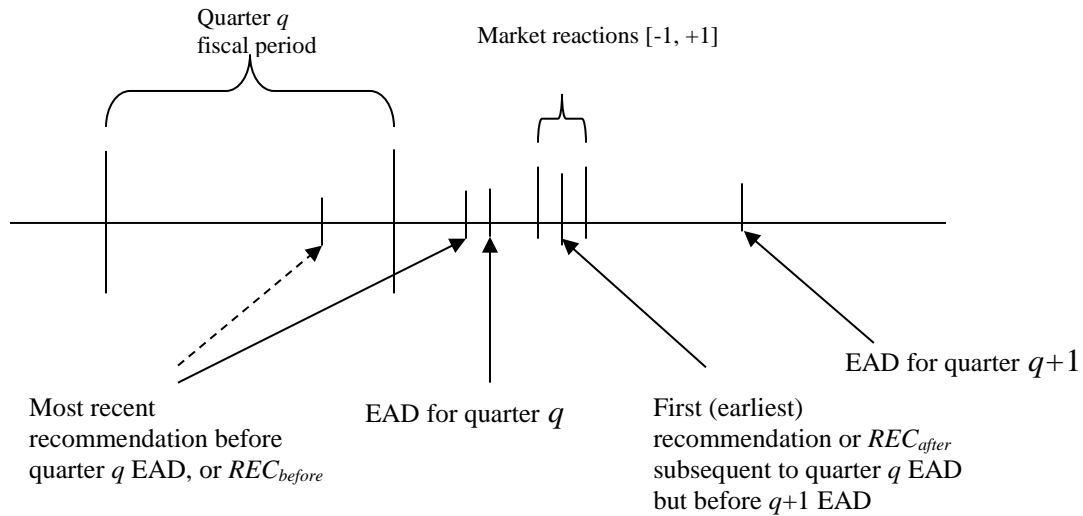 Quarter q
fiscal period
Market reactions [-1, +1]
EAD for quarter q+1
Most recent
recommendation before
quarter q EAD, or REC_before
EAD for quarter q
First (earliest)
recommendation or REC_after
subsequent to quarter q EAD
but before q+1 EAD